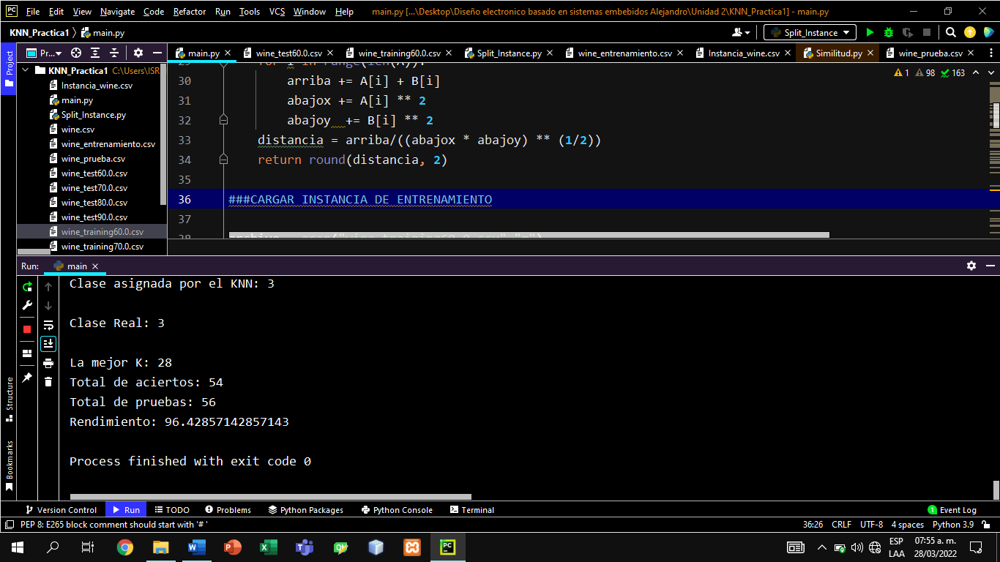 PC File Edit View Navigate Code Refactor Run Tools VCS Window Help main.py [...\Desktop\Diseño electronico basado en sistemas embebidos Alejandro\Unidad 2\KNN_Practica1] - main.py
KNN_Practica1 main.py Split_Instance
Project
Pr... main.py wine_test60.0.csv wine_training60.0.csv Split_Instance.py wine_entrenamiento.csv Instancia_wine.csv Similitud.py wine_prueba.csv
KNN_Practica1 C:\Users\ISR
Instancia_wine.csv
main.py
Split_Instance.py
wine.csv
wine_entrenamiento.csv
wine_prueba.csv
wine_test60.0.csv
wine_test70.0.csv
wine_test80.0.csv
wine_test90.0.csv
wine_training60.0.csv
wine_training70.0.csv
1 98 163
29 for i in range(len(A)):
30 arriba += A[i] + B[i]
31 abajox += A[i] ** 2
32 abajoy += B[i] ** 2
33 distancia = arriba/((abajox * abajoy) ** (1/2))
34 return round(distancia, 2)
35
36 ###CARGAR INSTANCIA DE ENTRENAMIENTO
37
38
Run: main
Clase asignada por el KNN: 3
Clase Real: 3
La mejor K: 28
Total de aciertos: 54
Total de pruebas: 56
Rendimiento: 96.42857142857143
Process finished with exit code 0
Structure
Bookmarks
Version Control Run TODO Problems Python Packages Python Console Terminal 1 Event Log
PEP 8: E265 block comment should start with '# ' 36:26 CRLF UTF-8 4 spaces Python 3.9
ESP 07:55 a. m.
LAA 28/03/2022